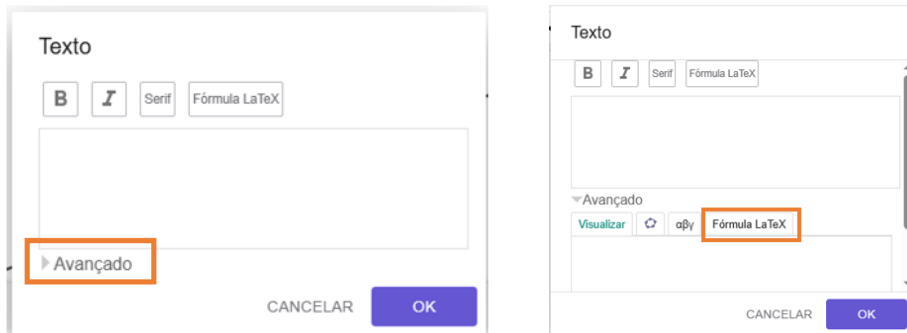 Texto
B I Serif Fórmula LaTeX
Avançado
CANCELAR OK
Texto
B I Serif Fórmula LaTeX
Avançado
Visualizar αβγ Fórmula LaTeX
CANCELAR OK